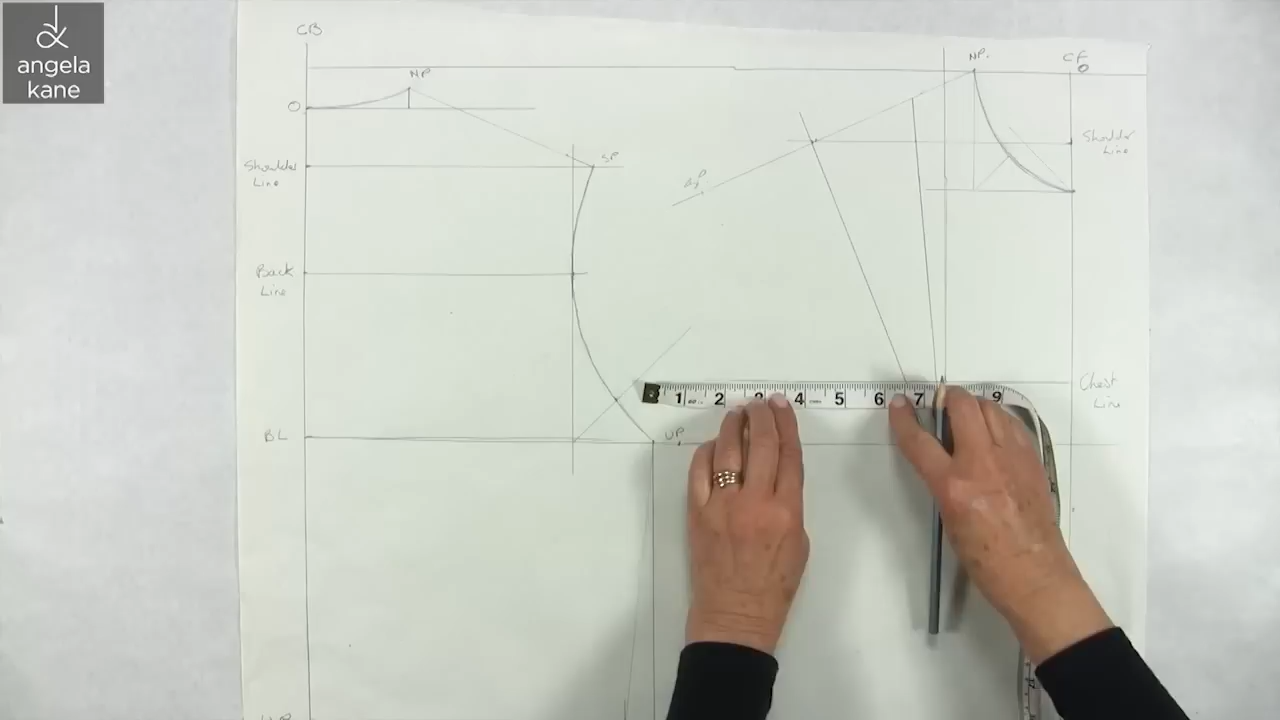 angela
kane
CB
NP
NP.
CF
O
O
Shoulder
Line
SP
Shoulder
Line
Back
Line
Chest
Line
1 2 3 4 5 6 7 9
BL
UP